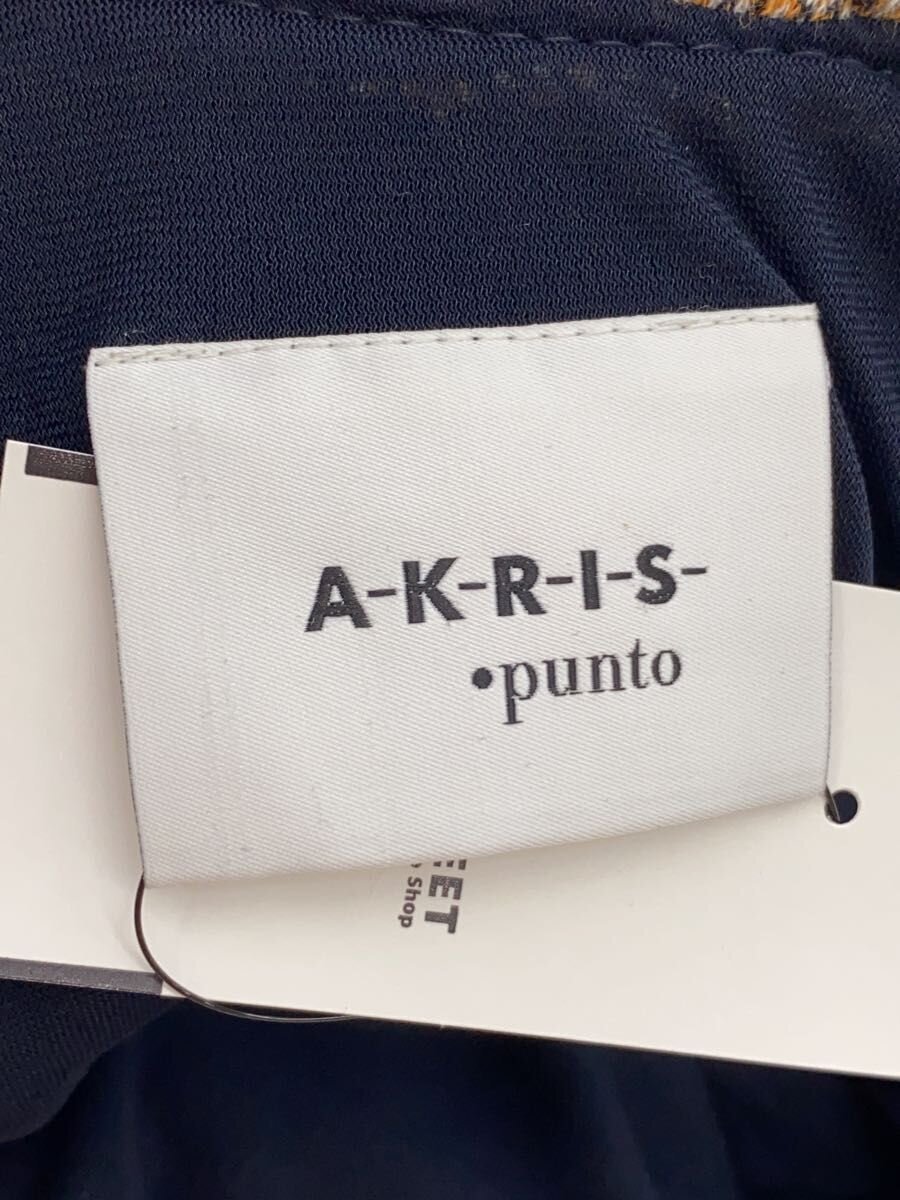 A-K-R-I-S-
•punto
EET
Shop